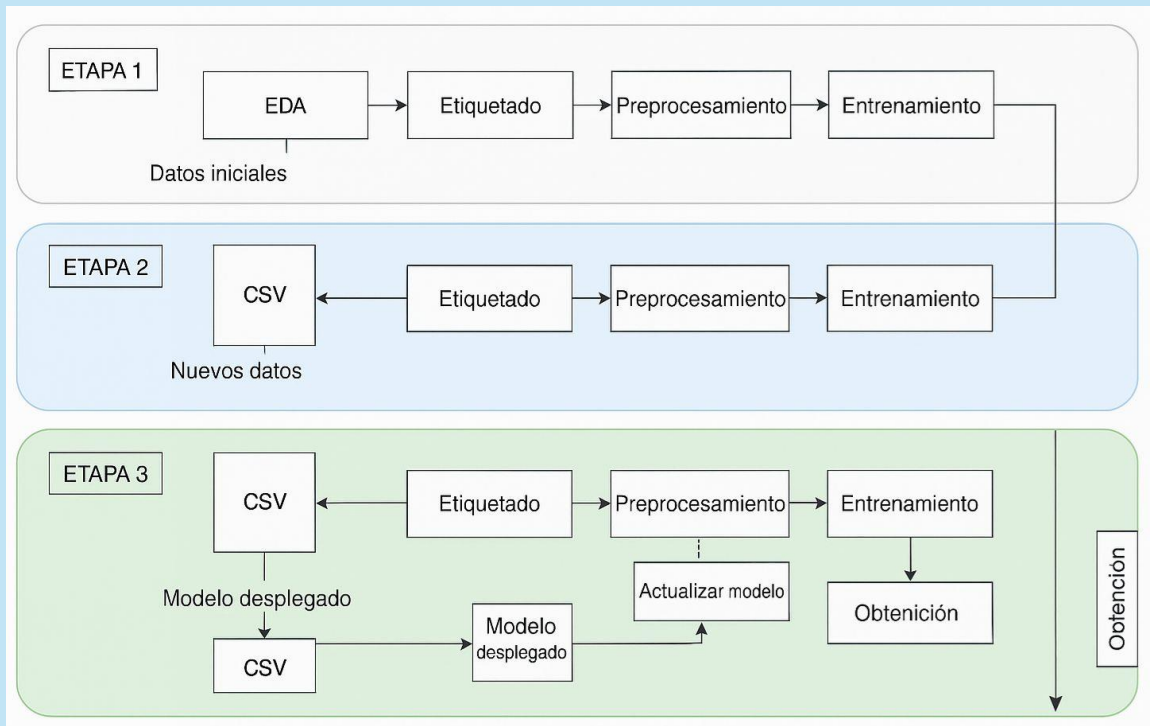 ETAPA 1
EDA
Etiquetado
Preprocesamiento
Entrenamiento
Datos iniciales
ETAPA 2
CSV
Etiquetado
Preprocesamiento
Entrenamiento
Nuevos datos
ETAPA 3
CSV
Etiquetado
Preprocesamiento
Entrenamiento
Modelo desplegado
CSV
Modelo
desplegado
Actualizar modelo
Obtenición
Obtención